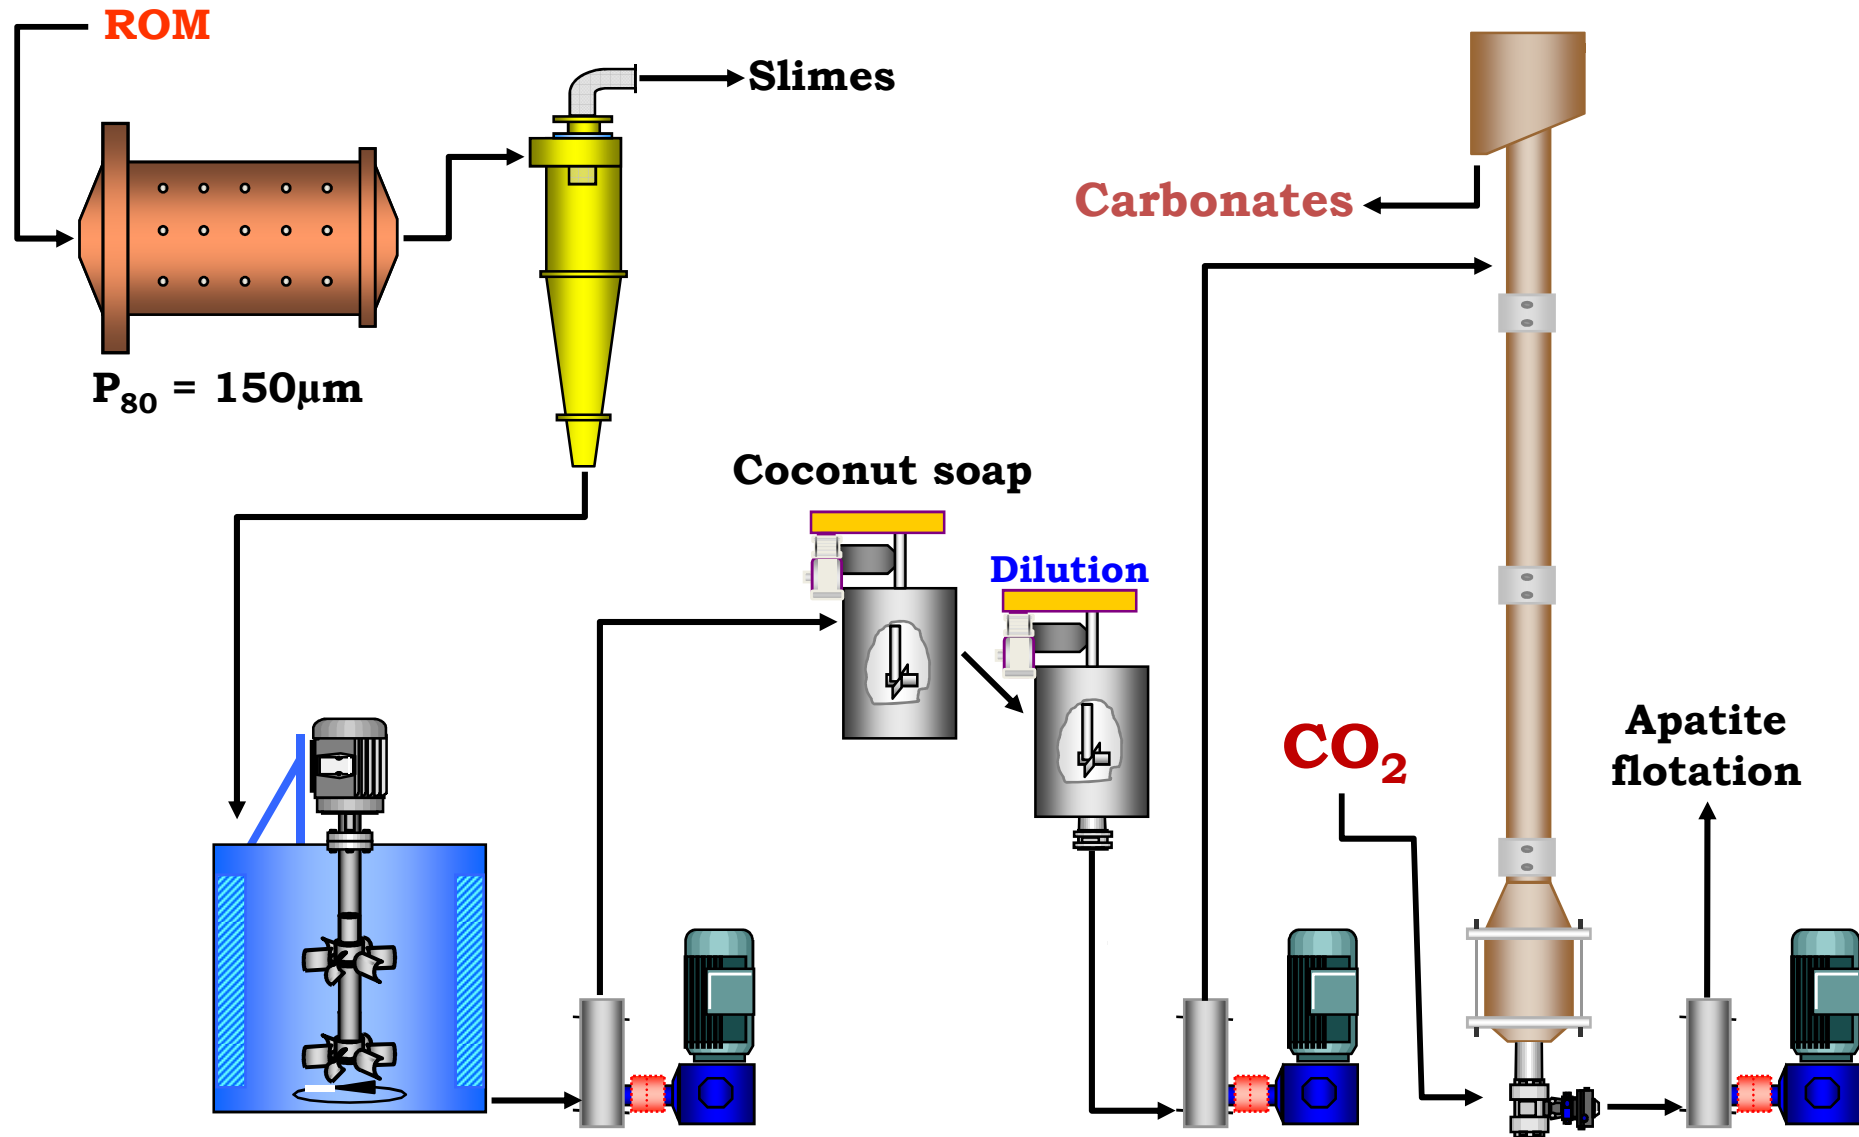 ROM
Slimes
Carbonates
P₈₀ = 150µm
Coconut soap
Dilution
CO₂
Apatite
flotation